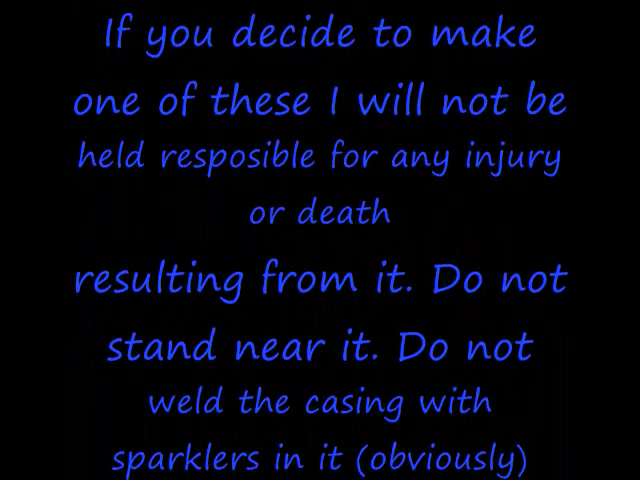 If you decide to make
one of these I will not be
held resposible for any injury
or death
resulting from it. Do not
stand near it. Do not
weld the casing with
sparklers in it (obviously)